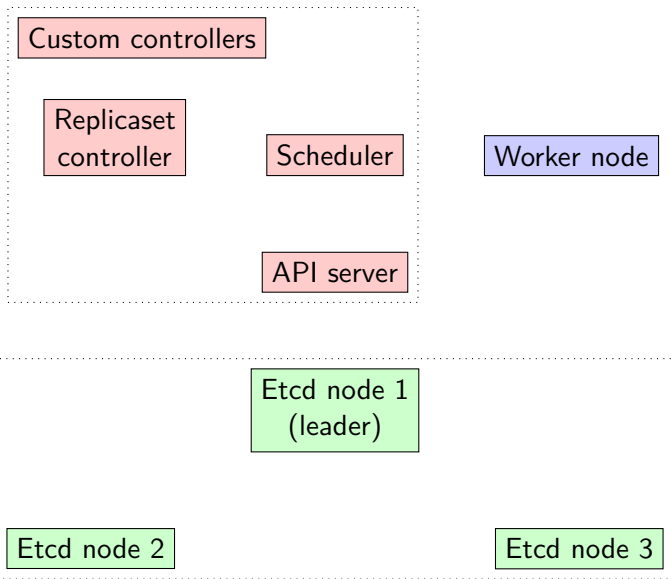 Custom controllers
Replicaset
controller
Scheduler
Worker node
API server
Etcd node 1
(leader)
Etcd node 2
Etcd node 3